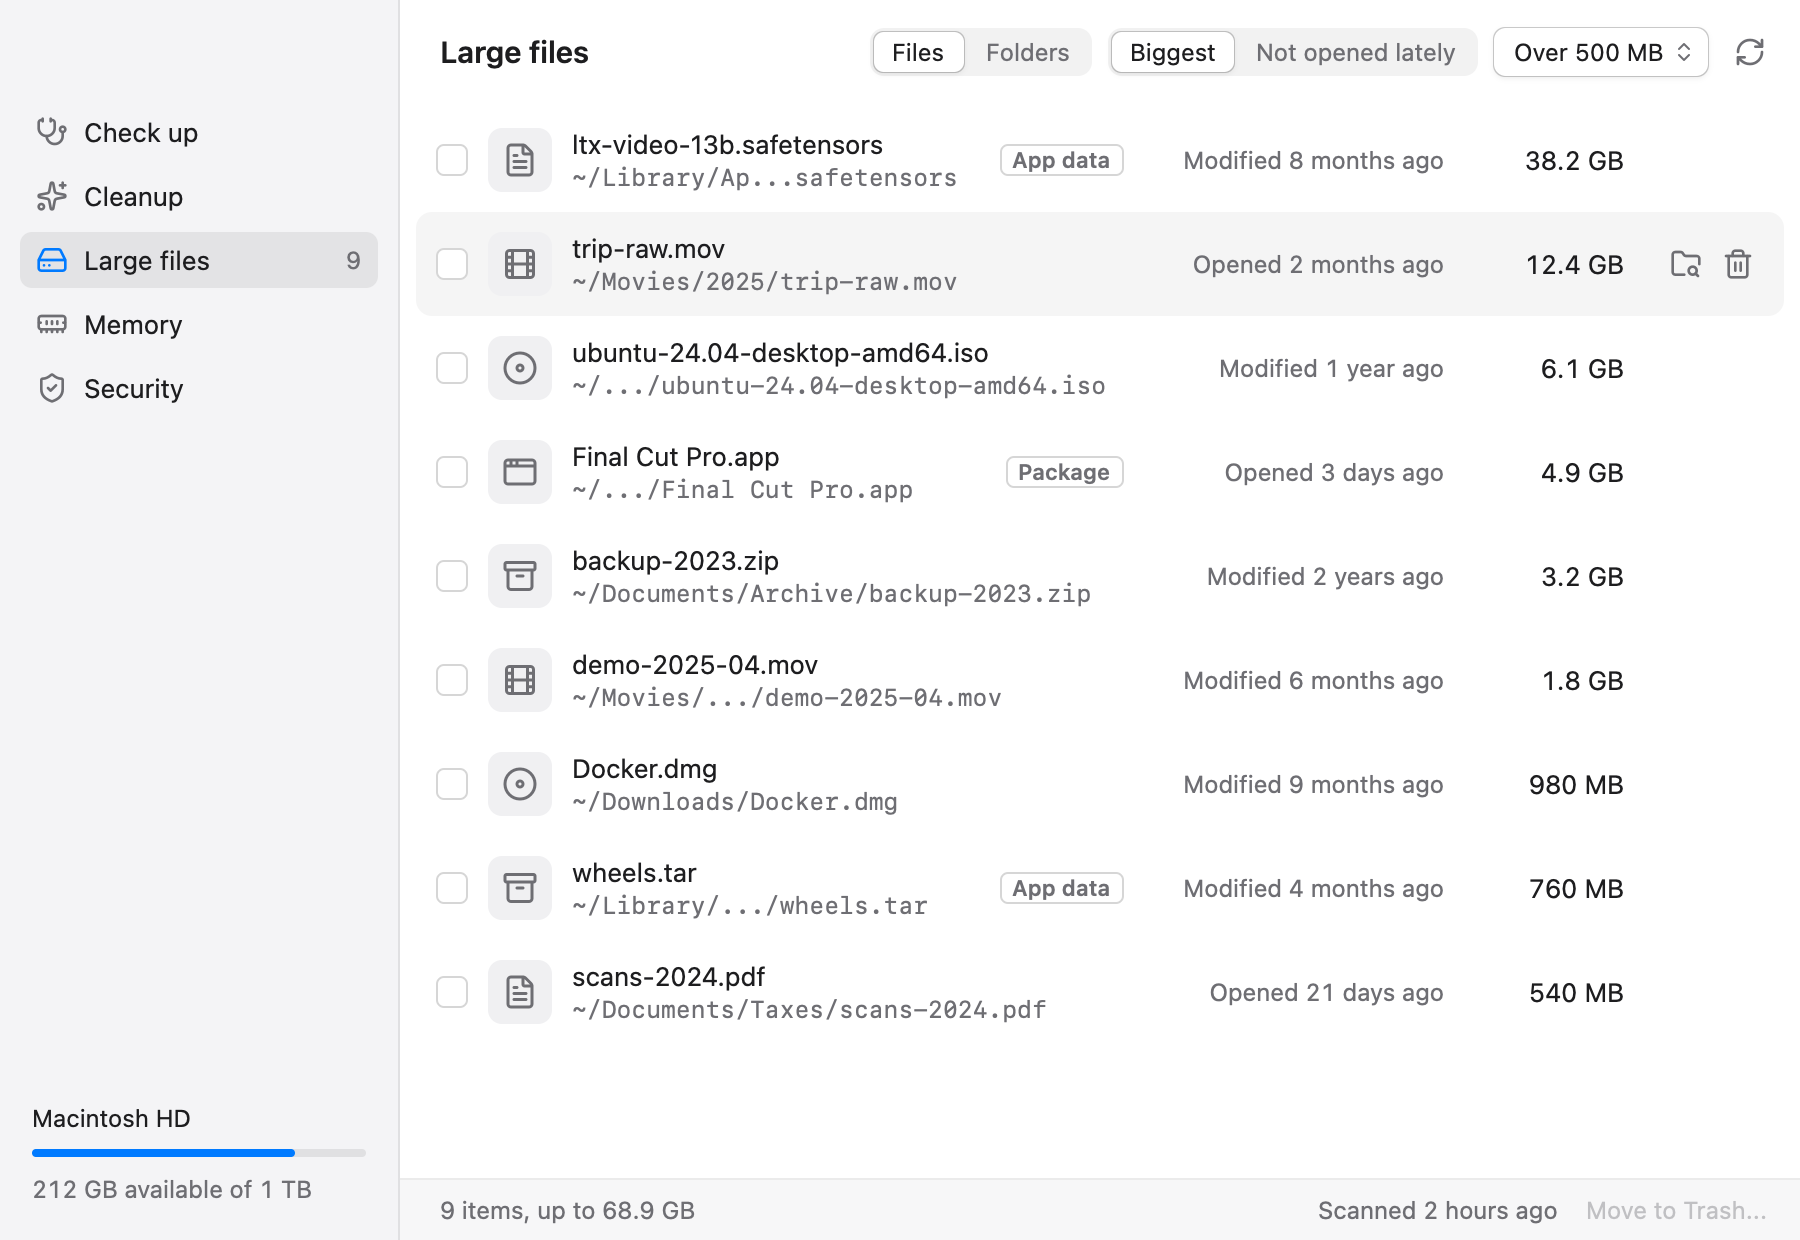 Large files
Files
Folders
Biggest
Not opened lately
Over 500 MB
Check up
Cleanup
Large files
9
Memory
Security
ltx-video-13b.safetensors
~/Library/Ap...safetensors
App data
Modified 8 months ago
38.2 GB
trip-raw.mov
~/Movies/2025/trip-raw.mov
Opened 2 months ago
12.4 GB
ubuntu-24.04-desktop-amd64.iso
~/.../ubuntu-24.04-desktop-amd64.iso
Modified 1 year ago
6.1 GB
Final Cut Pro.app
~/.../Final Cut Pro.app
Package
Opened 3 days ago
4.9 GB
backup-2023.zip
~/Documents/Archive/backup-2023.zip
Modified 2 years ago
3.2 GB
demo-2025-04.mov
~/Movies/.../demo-2025-04.mov
Modified 6 months ago
1.8 GB
Docker.dmg
~/Downloads/Docker.dmg
Modified 9 months ago
980 MB
wheels.tar
~/Library/.../wheels.tar
App data
Modified 4 months ago
760 MB
scans-2024.pdf
~/Documents/Taxes/scans-2024.pdf
Opened 21 days ago
540 MB
Macintosh HD
212 GB available of 1 TB
9 items, up to 68.9 GB
Scanned 2 hours ago
Move to Trash...